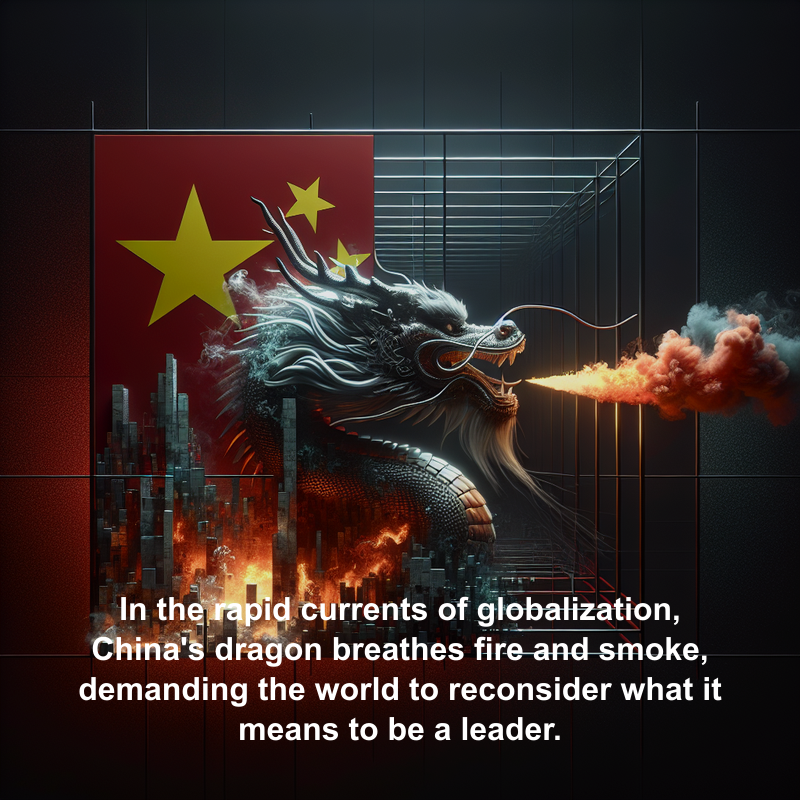 In the rapid currents of globalization,
China's dragon breathes fire and smoke,
demanding the world to reconsider what it
means to be a leader.